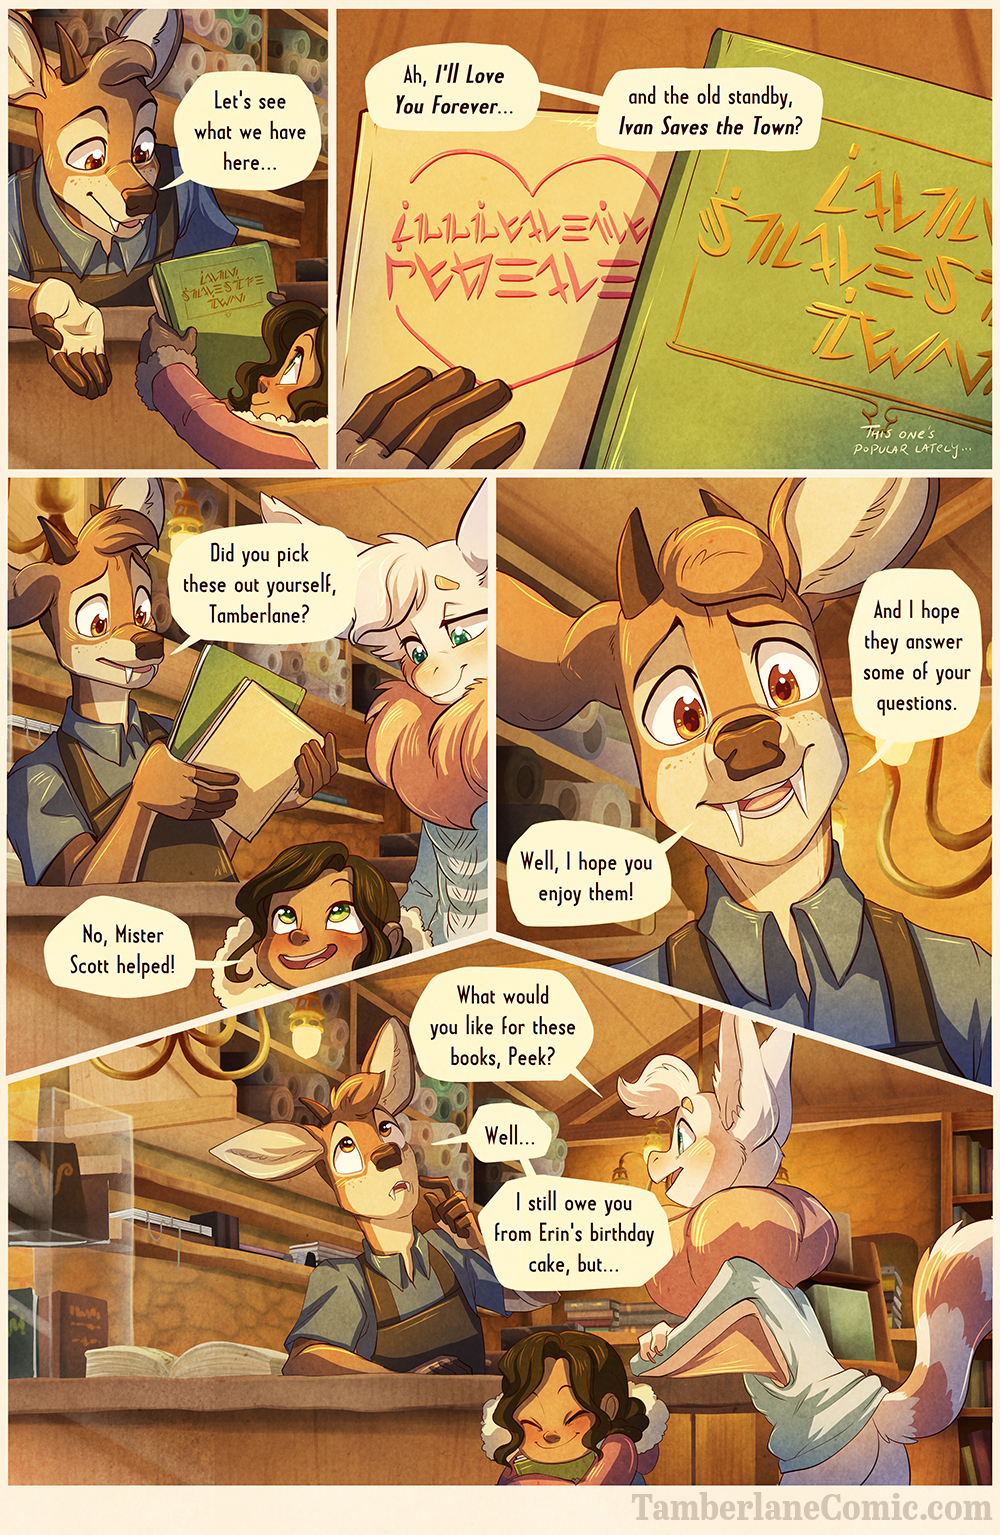 Let's see
what we have
here...
Ah, I'll Love
You Forever...
and the old standby,
Ivan Saves the Town?
THIS ONE'S
POPULAR LATELY...
Did you pick
these out yourself,
Tamberlane?
No, Mister
Scott helped!
And I hope
they answer
some of your
questions.
Well, I hope you
enjoy them!
What would
you like for these
books, Peek?
Well...
I still owe you
from Erin's birthday
cake, but...
TamberlaneComic.com